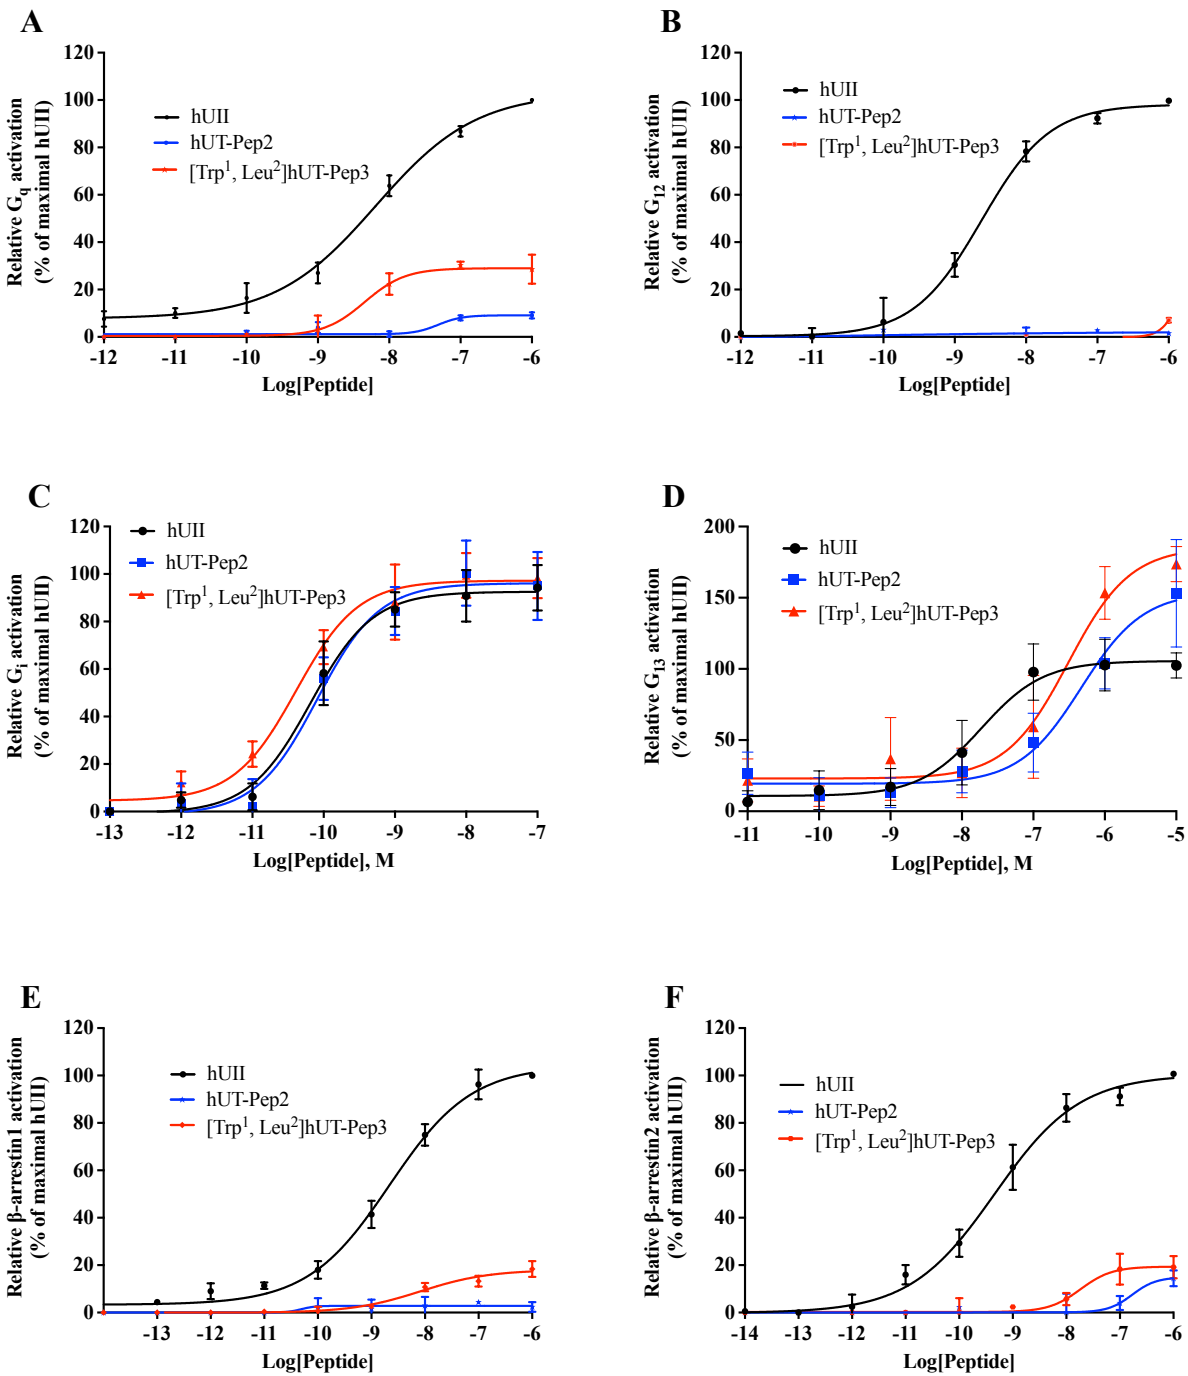 A
Relative Gq activation
(% of maximal hUII)
120
100
80
60
40
20
0
hUII
hUT-Pep2
[Trp1, Leu2]hUT-Pep3
-12 -11 -10 -9 -8 -7 -6
Log[Peptide]
B
Relative G12 activation
(% of maximal hUII)
120
100
80
60
40
20
0
hUII
hUT-Pep2
[Trp1, Leu2]hUT-Pep3
-12 -11 -10 -9 -8 -7 -6
Log[Peptide]
C
Relative Gi activation
(% of maximal hUII)
120
100
80
60
40
20
0
hUII
hUT-Pep2
[Trp1, Leu2]hUT-Pep3
-13 -12 -11 -10 -9 -8 -7
Log[Peptide], M
D
Relative G13 activation
(% of maximal hUII)
200
150
100
50
0
hUII
hUT-Pep2
[Trp1, Leu2]hUT-Pep3
-11 -10 -9 -8 -7 -6 -5
Log[Peptide], M
E
Relative β-arrestin1 activation
(% of maximal hUII)
120
100
80
60
40
20
0
hUII
hUT-Pep2
[Trp1, Leu2]hUT-Pep3
-13 -12 -11 -10 -9 -8 -7 -6
Log[Peptide]
F
Relative β-arrestin2 activation
(% of maximal hUII)
120
100
80
60
40
20
0
hUII
hUT-Pep2
[Trp1, Leu2]hUT-Pep3
-14 -13 -12 -11 -10 -9 -8 -7 -6
Log[Peptide]